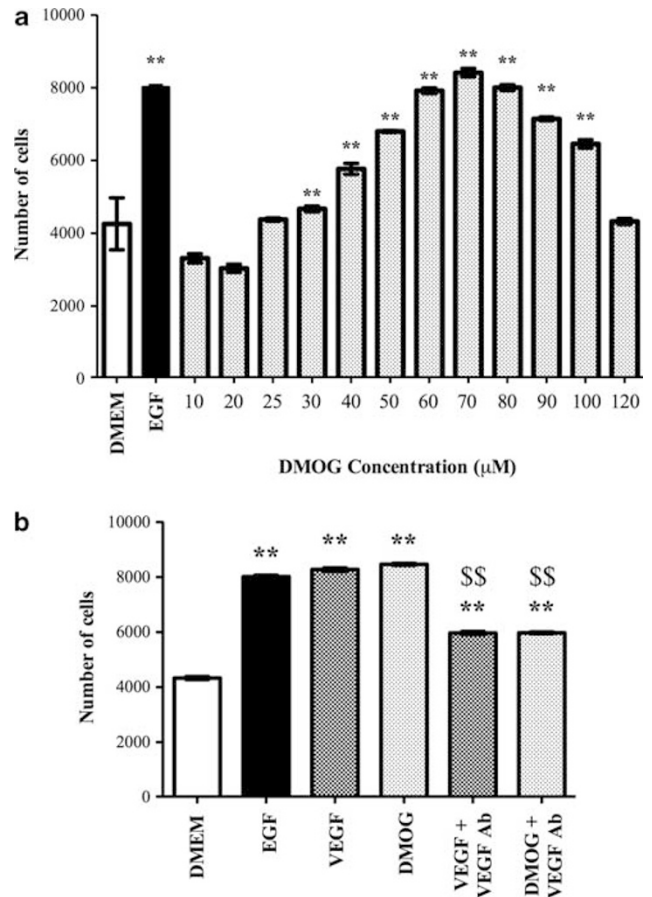 a
10000
8000
6000
4000
2000
0
Number of cells
**
**
**
**
**
**
**
**
**
DMEM
EGF
10 20 25 30 40 50 60 70 80 90 100 120
DMOG Concentration (µM)
b
10000
8000
6000
4000
2000
0
Number of cells
**
**
**
$$
**
$$
**
DMEM
EGF
VEGF
DMOG
VEGF +
VEGF Ab
DMOG +
VEGF Ab